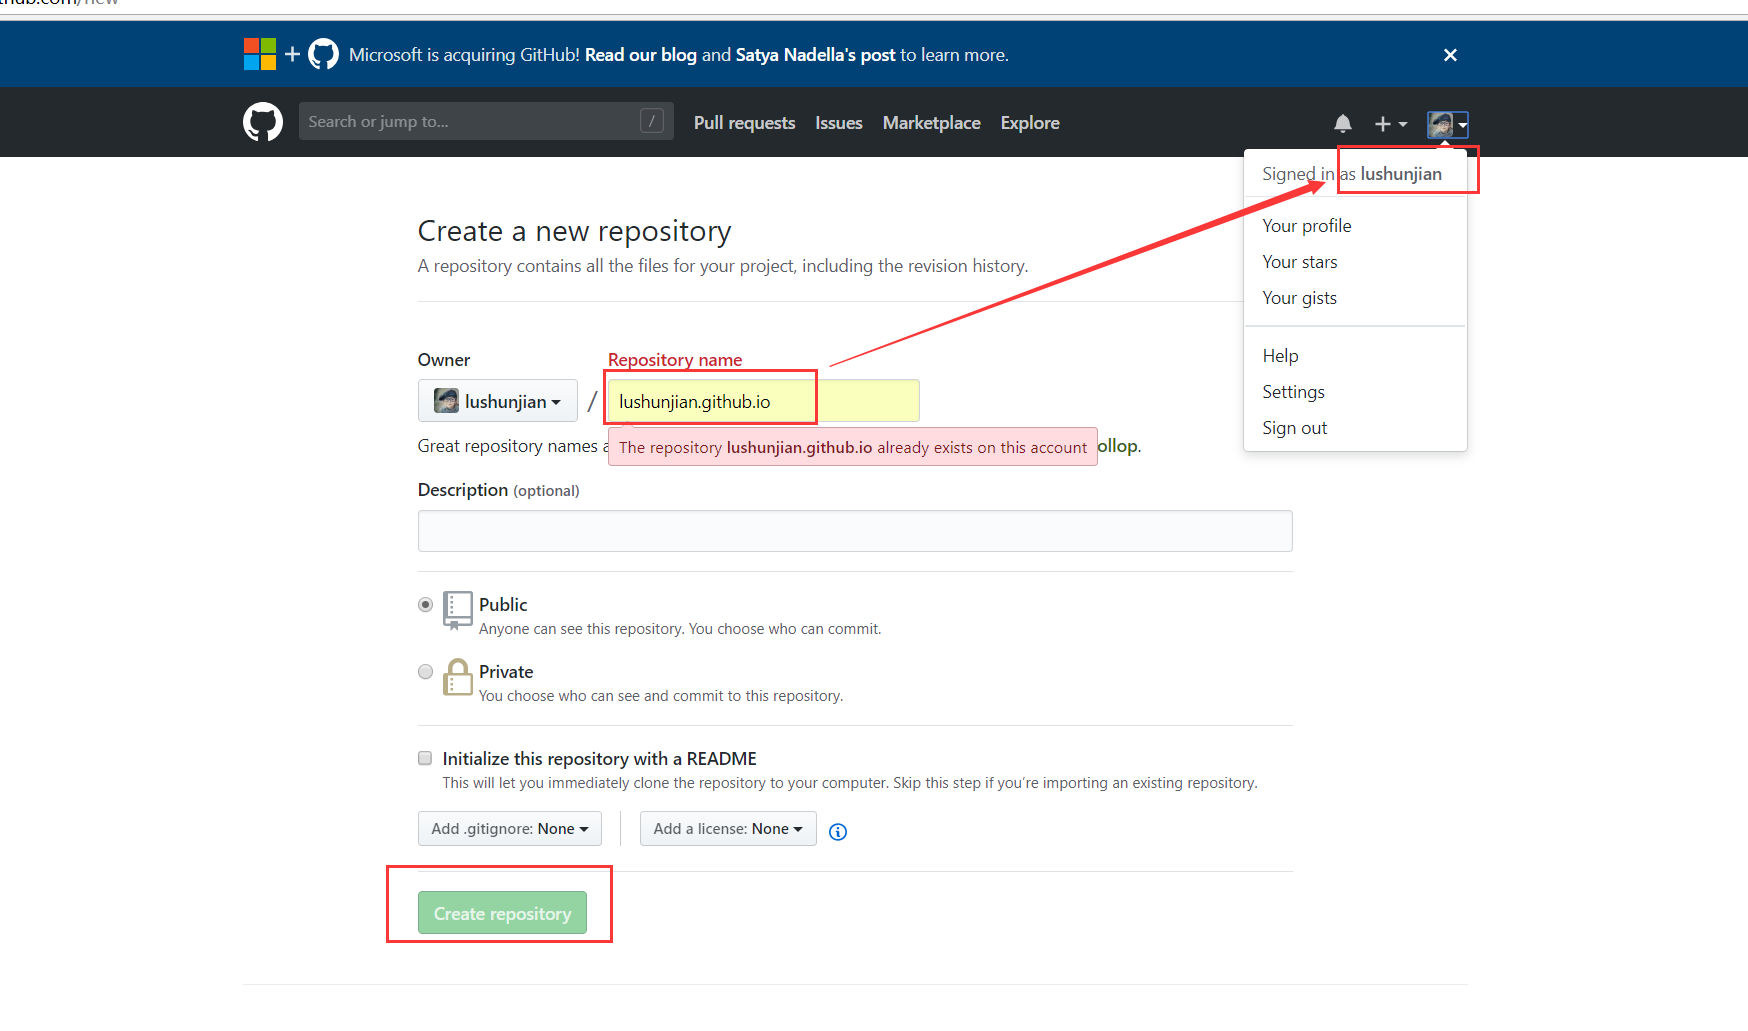 Microsoft is acquiring GitHub! Read our blog and Satya Nadella's post to learn more.
Search or jump to... /
Pull requests Issues Marketplace Explore
Signed in as lushunjian
Your profile
Your stars
Your gists
Help
Settings
Sign out
Create a new repository
A repository contains all the files for your project, including the revision history.
Owner Repository name
lushunjian / lushunjian.github.io
Great repository names a
The repository lushunjian.github.io already exists on this account
ollop.
Description (optional)
Public
Anyone can see this repository. You choose who can commit.
Private
You choose who can see and commit to this repository.
Initialize this repository with a README
This will let you immediately clone the repository to your computer. Skip this step if you’re importing an existing repository.
Add .gitignore: None Add a license: None
Create repository